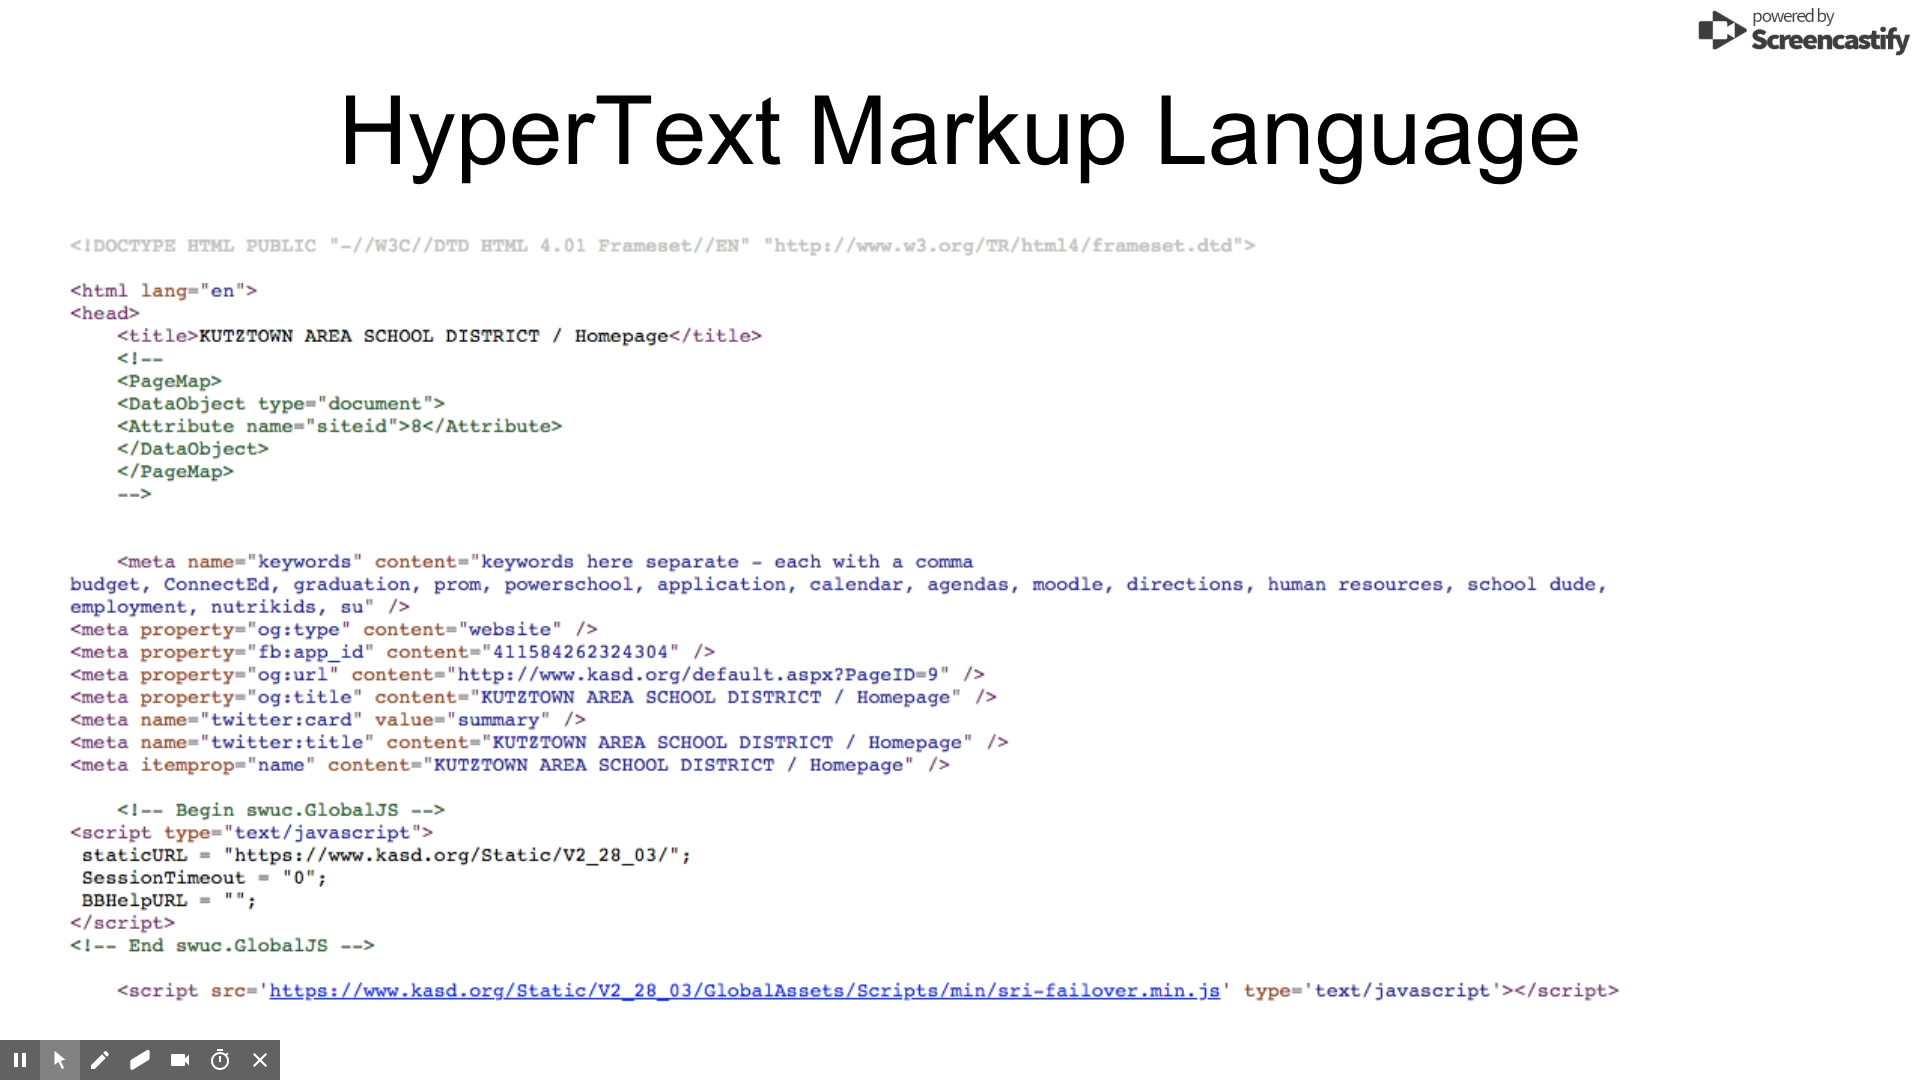 powered by
Screencastify
HyperText Markup Language
<!DOCTYPE HTML PUBLIC "-//W3C//DTD HTML 4.01 Frameset//EN" "http://www.w3.org/TR/html4/frameset.dtd">
<html lang="en">
<head>
<title>KUTZTOWN AREA SCHOOL DISTRICT / Homepage</title>
<!--
<PageMap>
<DataObject type="document">
<Attribute name="siteid">8</Attribute>
</DataObject>
</PageMap>
-->
<meta name="keywords" content="keywords here separate - each with a comma
budget, ConnectEd, graduation, prom, powerschool, application, calendar, agendas, moodle, directions, human resources, school dude,
employment, nutrikids, su" />
<meta property="og:type" content="website" />
<meta property="fb:app_id" content="411584262324304" />
<meta property="og:url" content="http://www.kasd.org/default.aspx?PageID=9" />
<meta property="og:title" content="KUTZTOWN AREA SCHOOL DISTRICT / Homepage" />
<meta name="twitter:card" value="summary" />
<meta name="twitter:title" content="KUTZTOWN AREA SCHOOL DISTRICT / Homepage" />
<meta itemprop="name" content="KUTZTOWN AREA SCHOOL DISTRICT / Homepage" />
<!-- Begin swuc.GlobalJS -->
<script type="text/javascript">
staticURL = "https://www.kasd.org/Static/V2_28_03/";
SessionTimeout = "0";
BBHelpURL = "";
</script>
<!-- End swuc.GlobalJS -->
<script src='https://www.kasd.org/Static/V2_28_03/GlobalAssets/Scripts/min/sri-failover.min.js' type='text/javascript'></script>